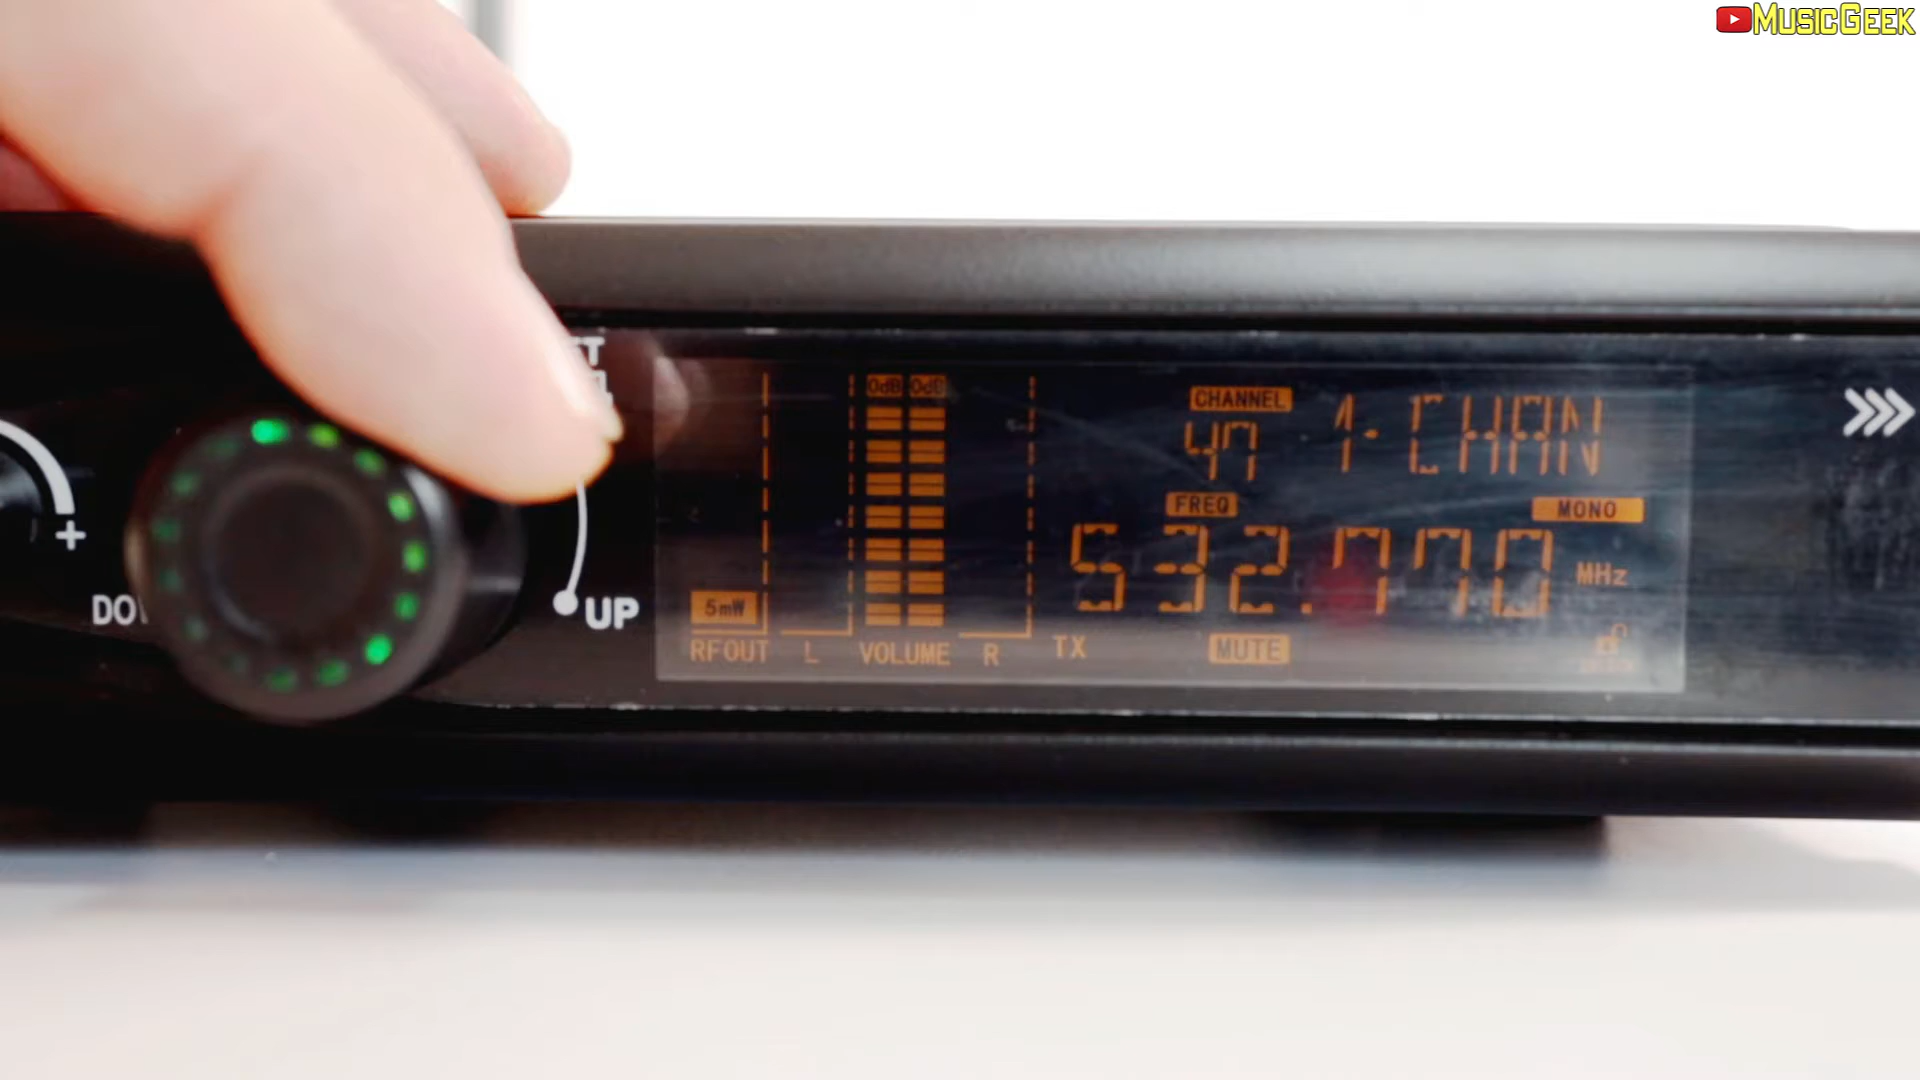 MusicGeek
0dB 0dB
CHANNEL
47 1-CHAN
FREQ
MONO
532.770 MHz
5mW
RFOUT L VOLUME R TX MUTE
+
UP